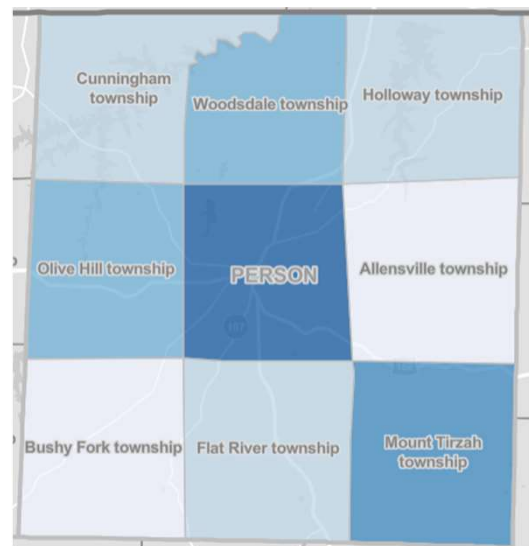 Cunningham
township
Woodsdale township
Holloway township
Olive Hill township
PERSON
Allensville township
Bushy Fork township
Flat River township
Mount Tirzah
township